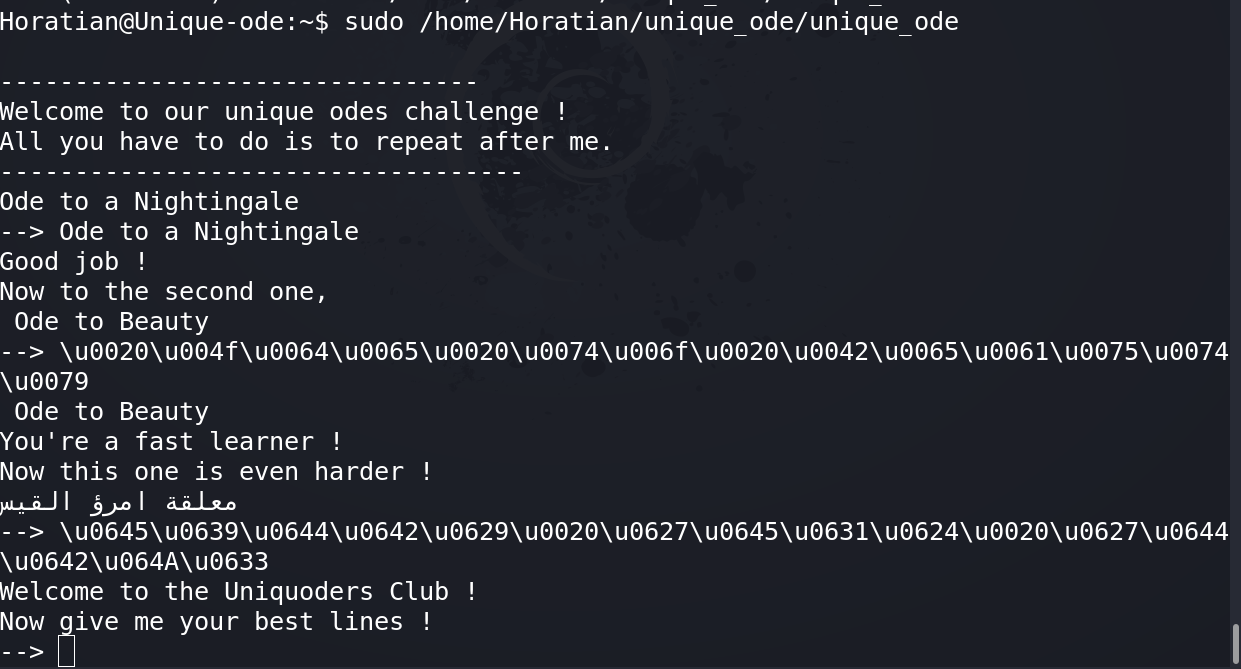 Horatian@Unique-ode:~$ sudo /home/Horatian/unique_ode/unique_ode
--------------------------------
Welcome to our unique odes challenge !
All you have to do is to repeat after me.
-----------------------------------
Ode to a Nightingale
--> Ode to a Nightingale
Good job !
Now to the second one,
 Ode to Beauty
--> \u0020\u004f\u0064\u0065\u0020\u0074\u006f\u0020\u0042\u0065\u0061\u0075\u0074
\u0079
 Ode to Beauty
You're a fast learner !
Now this one is even harder !
معلقة امرؤ القيس
--> \u0645\u0639\u0644\u0642\u0629\u0020\u0627\u0645\u0631\u0624\u0020\u0627\u0644
\u0642\u064A\u0633
Welcome to the Uniquoders Club !
Now give me your best lines !
-->